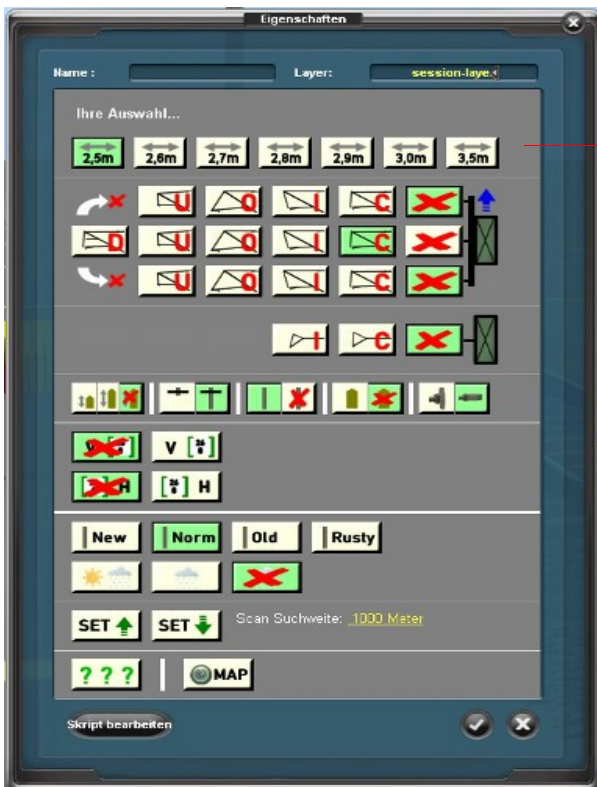 Eigenschaften
Name : Layer: session-laye
Ihre Auswahl...
2,5m 2,6m 2,7m 2,8m 2,9m 3,0m 3,5m
U Q I C
D U Q I C
U Q I C
I C
V
H H
New Norm Old Rusty
SET SET Scan Suchweite: 1000 Meter
? ? ? MAP
Skript bearbeiten